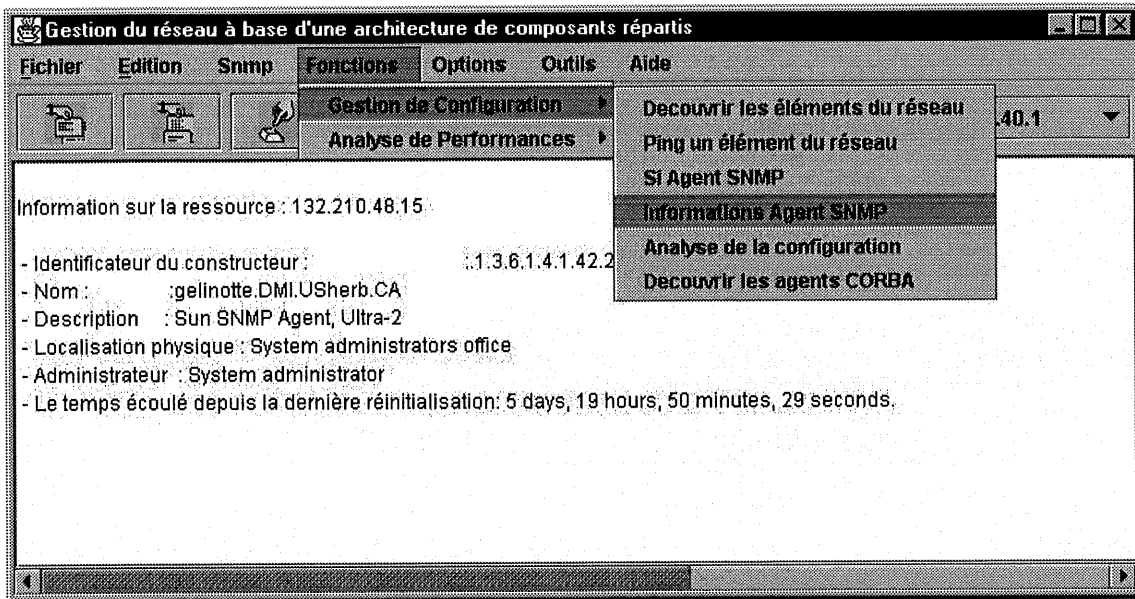 Gestion du réseau à base d'une architecture de composants répartis
Fichier Edition Snmp Fonctions Options Outils Aide
Gestion de Configuration
Analyse de Performances
Decouvrir les éléments du réseau
Ping un élément du réseau
Si Agent SNMP
Informations Agent SNMP
Analyse de la configuration
Decouvrir les agents CORBA
.40.1
Information sur la ressource : 132.210.48.15
- Identificateur du constructeur : .1.3.6.1.4.1.42.2
- Nom : :gelinotte.DMI.USherb.CA
- Description : Sun SNMP Agent, Ultra-2
- Localisation physique : System administrators office
- Administrateur : System administrator
- Le temps écoulé depuis la dernière réinitialisation: 5 days, 19 hours, 50 minutes, 29 seconds.